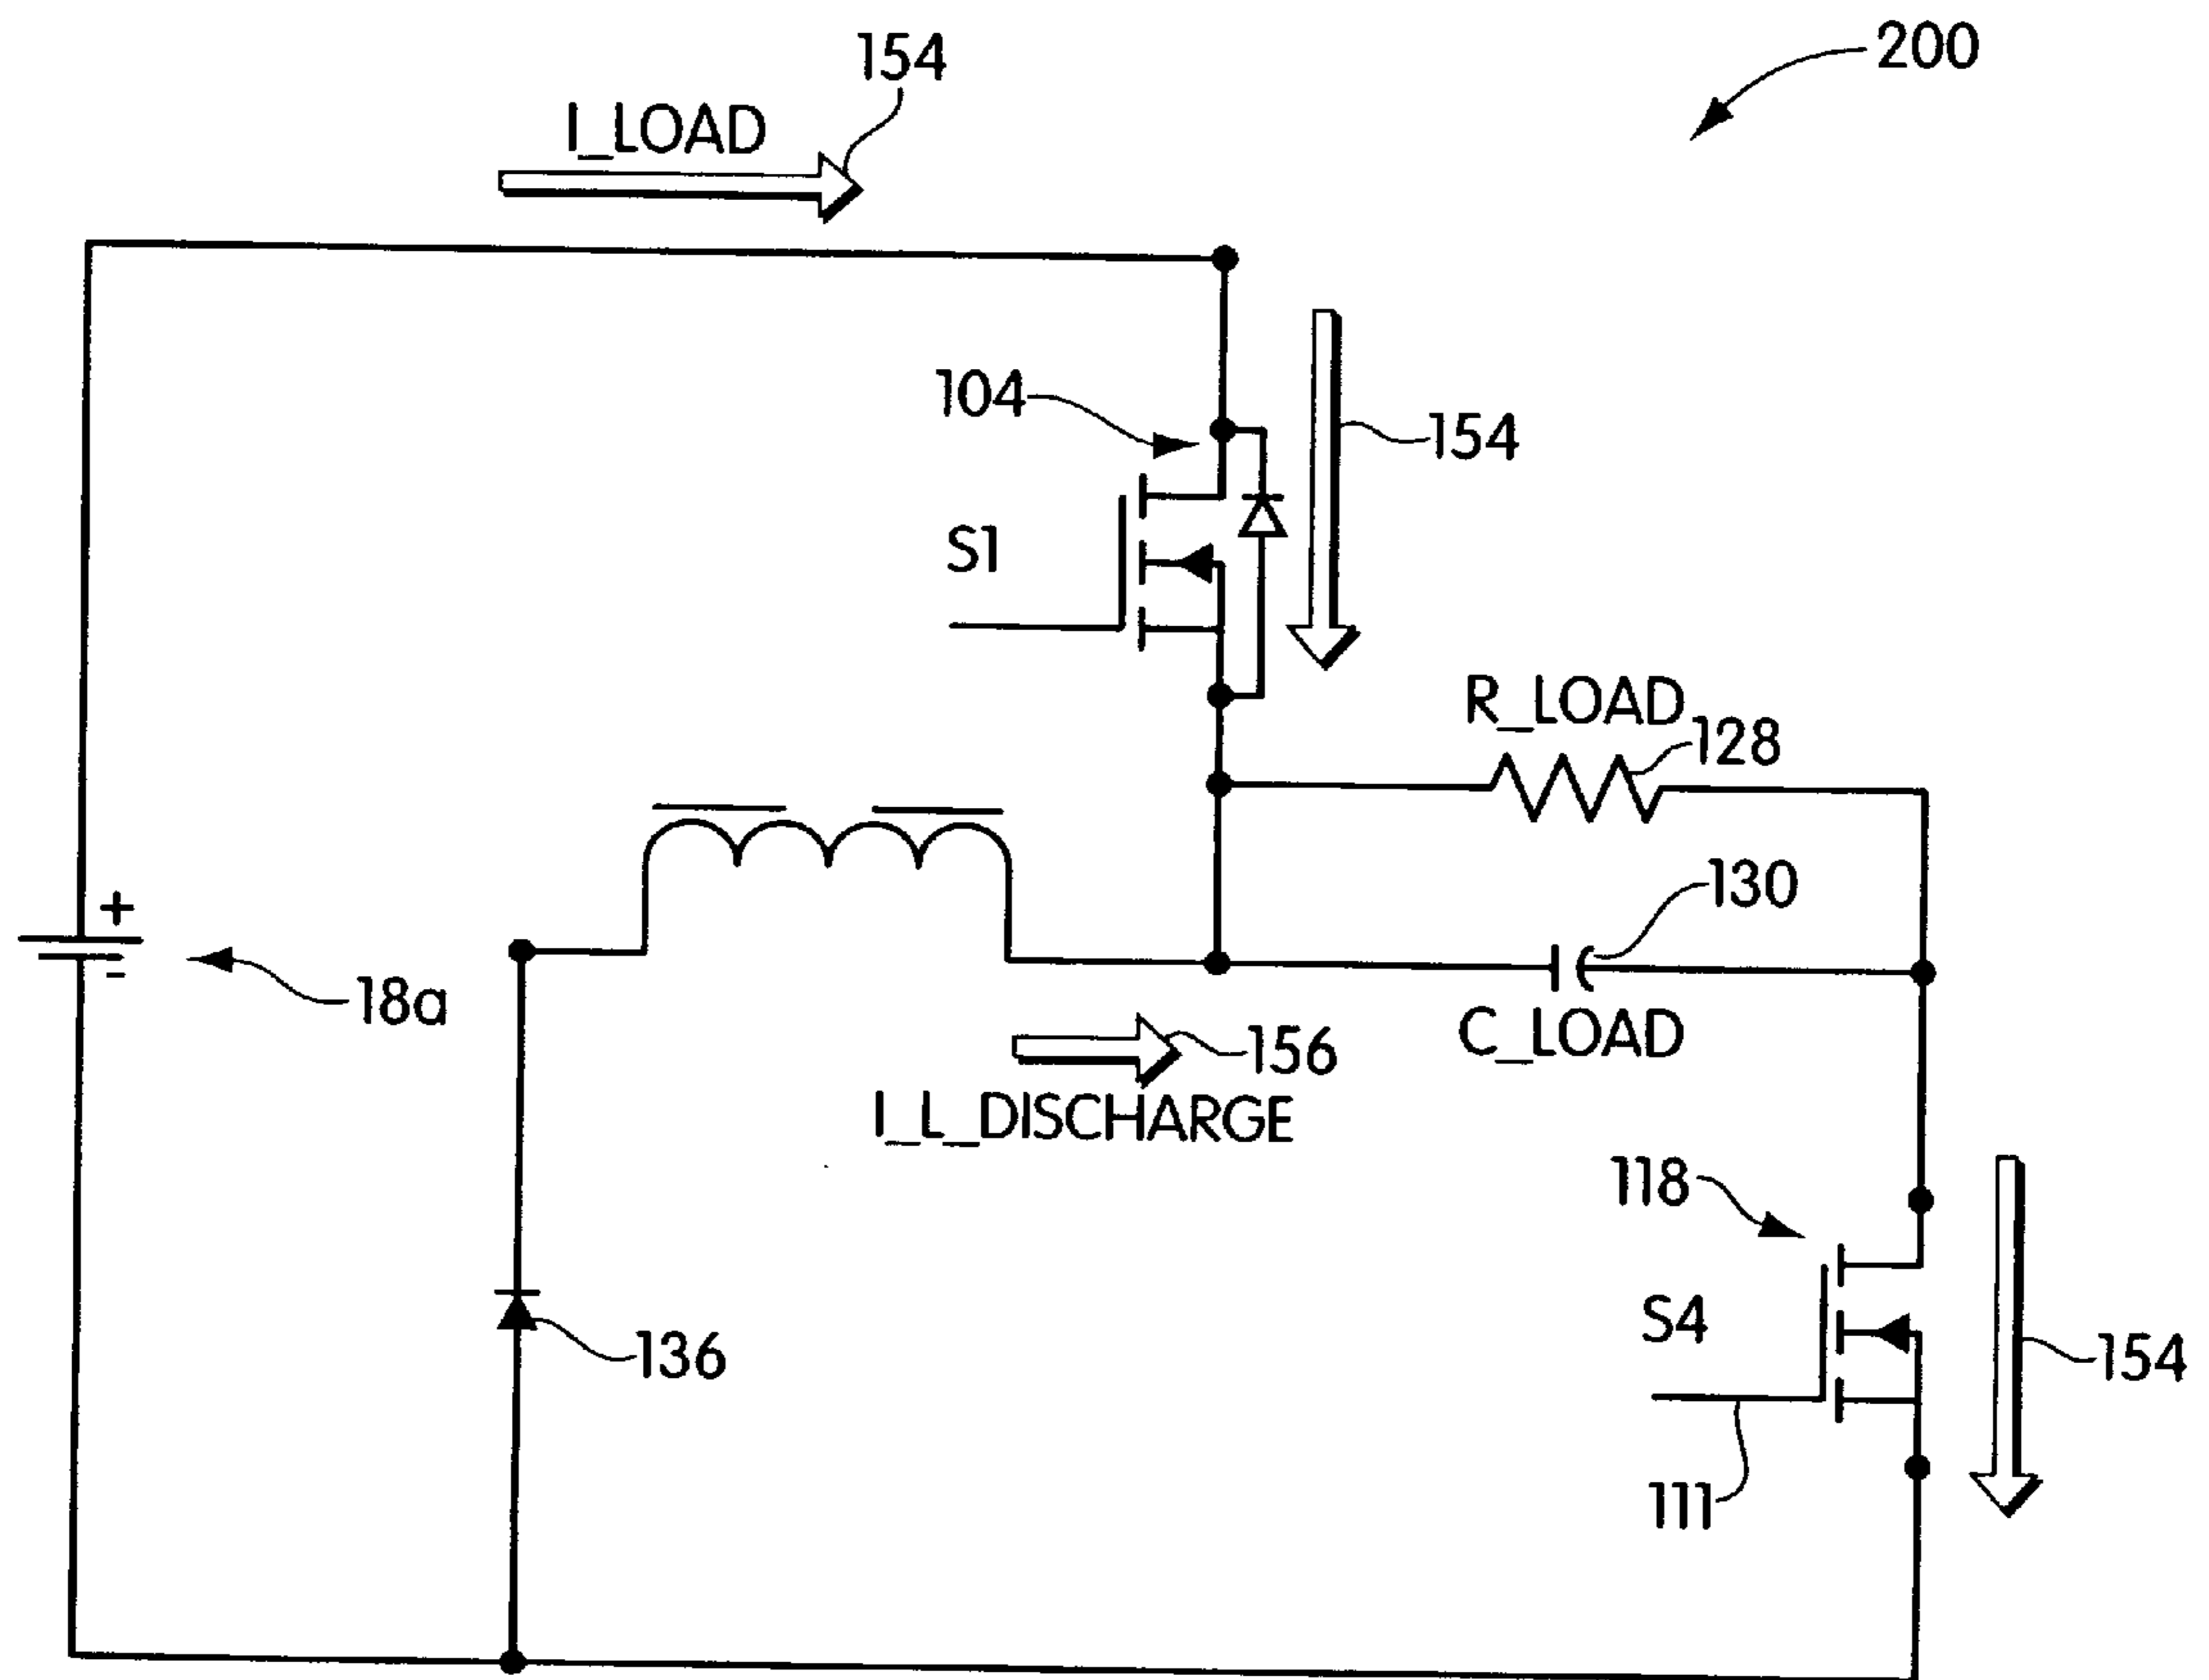 200
154
I_LOAD
104
154
S1
R_LOAD
128
130
+
-
18a
C_LOAD
156
I_L_DISCHARGE
118
S4
136
154
111